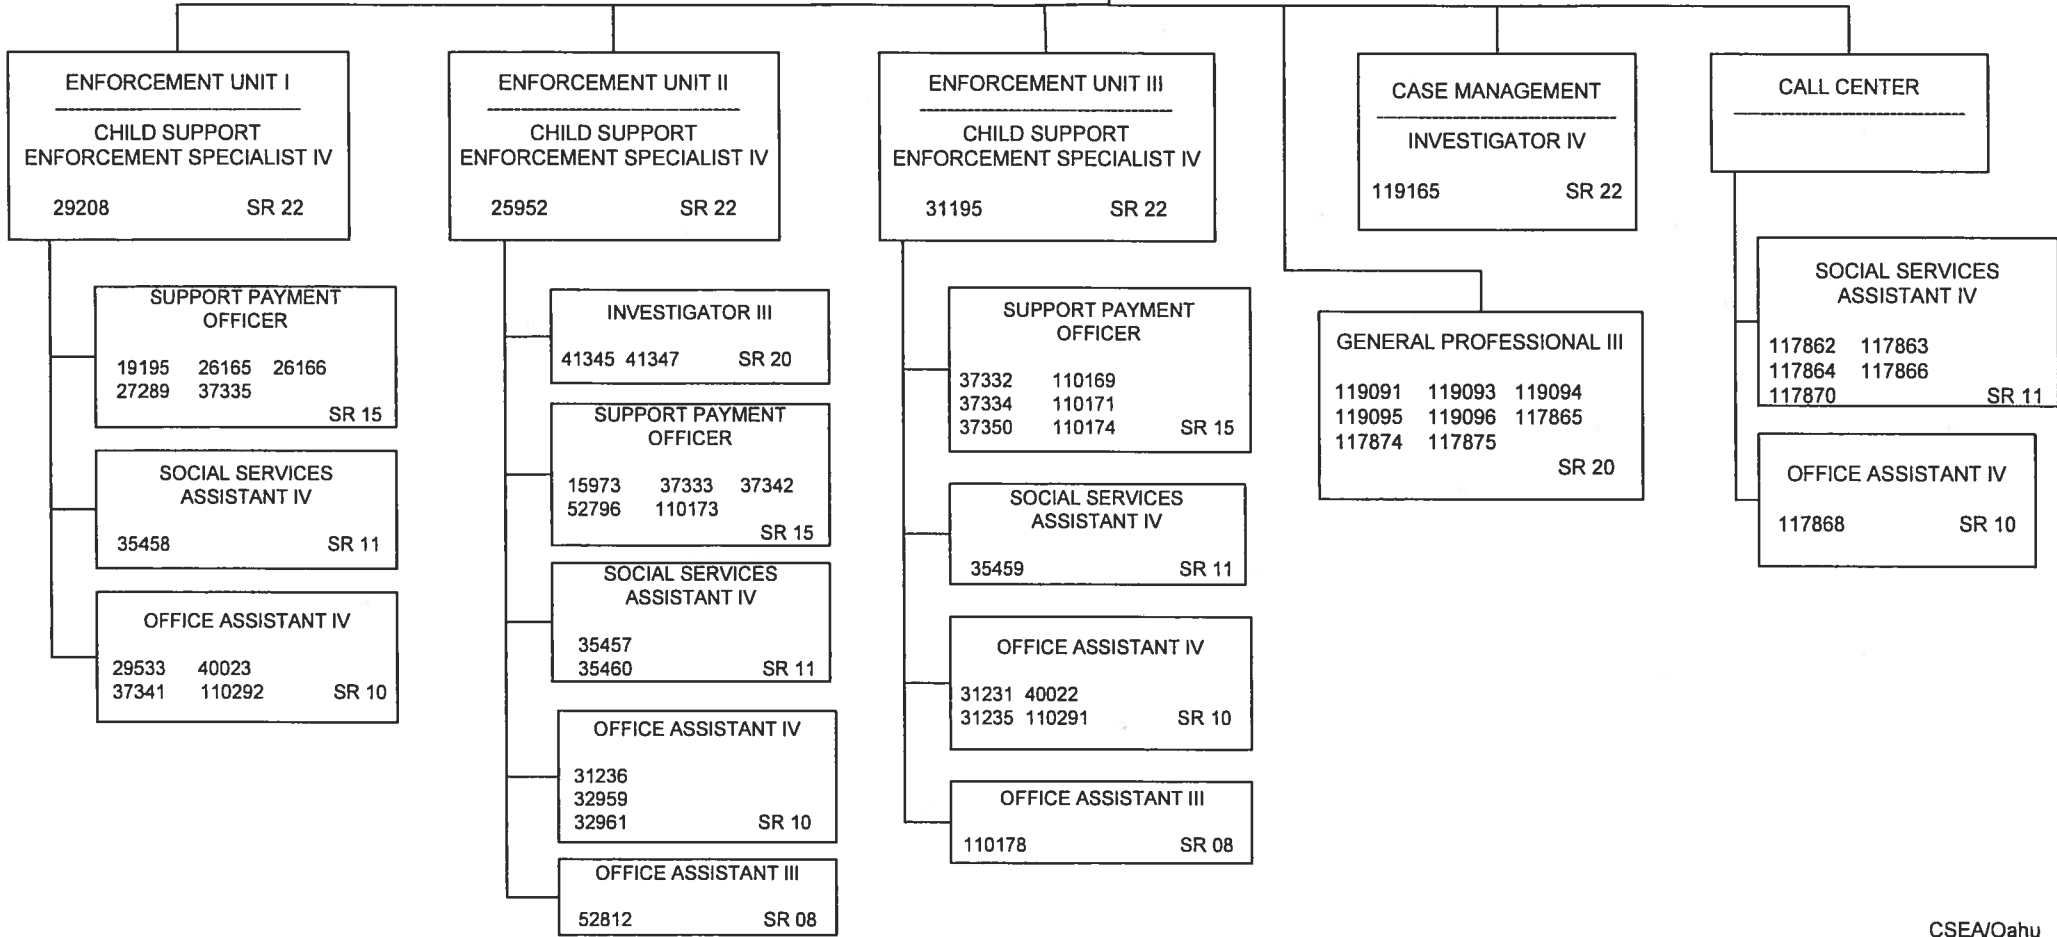 ENFORCEMENT UNIT I
CHILD SUPPORT
ENFORCEMENT SPECIALIST IV
29208 SR 22
SUPPORT PAYMENT
OFFICER
19195 26165 26166
27289 37335
SR 15
SOCIAL SERVICES
ASSISTANT IV
35458 SR 11
OFFICE ASSISTANT IV
29533 40023
37341 110292 SR 10
ENFORCEMENT UNIT II
CHILD SUPPORT
ENFORCEMENT SPECIALIST IV
25952 SR 22
INVESTIGATOR III
41345 41347 SR 20
SUPPORT PAYMENT
OFFICER
15973 37333 37342
52796 110173
SR 15
SOCIAL SERVICES
ASSISTANT IV
35457
35460 SR 11
OFFICE ASSISTANT IV
31236
32959
32961 SR 10
OFFICE ASSISTANT III
52812 SR 08
ENFORCEMENT UNIT III
CHILD SUPPORT
ENFORCEMENT SPECIALIST IV
31195 SR 22
SUPPORT PAYMENT
OFFICER
37332 110169
37334 110171
37350 110174 SR 15
SOCIAL SERVICES
ASSISTANT IV
35459 SR 11
OFFICE ASSISTANT IV
31231 40022
31235 110291 SR 10
OFFICE ASSISTANT III
110178 SR 08
CASE MANAGEMENT
INVESTIGATOR IV
119165 SR 22
GENERAL PROFESSIONAL III
119091 119093 119094
119095 119096 117865
117874 117875
SR 20
CALL CENTER
SOCIAL SERVICES
ASSISTANT IV
117862 117863
117864 117866
117870 SR 11
OFFICE ASSISTANT IV
117868 SR 10
CSEA/Oahu